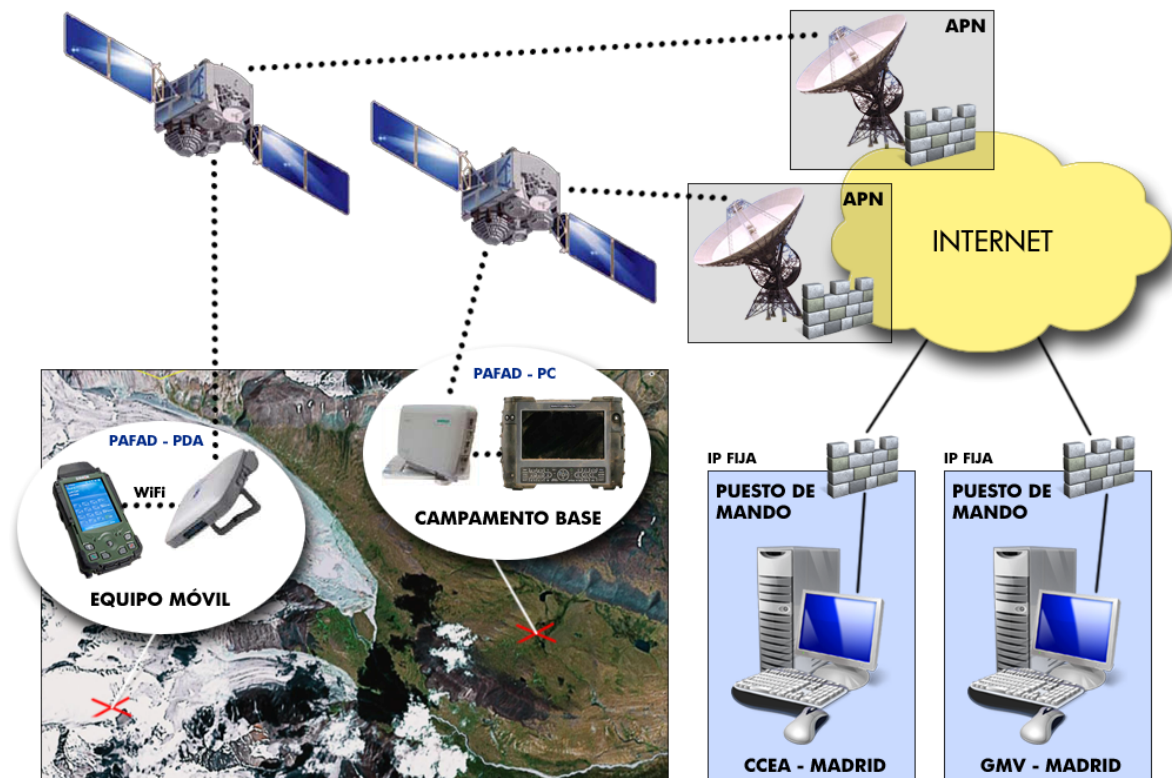 APN
APN
INTERNET
PAFAD - PC
CAMPAMENTO BASE
PAFAD - PDA
WiFi
EQUIPO MÓVIL
IP FIJA
PUESTO DE
MANDO
CCEA - MADRID
IP FIJA
PUESTO DE
MANDO
GMV - MADRID